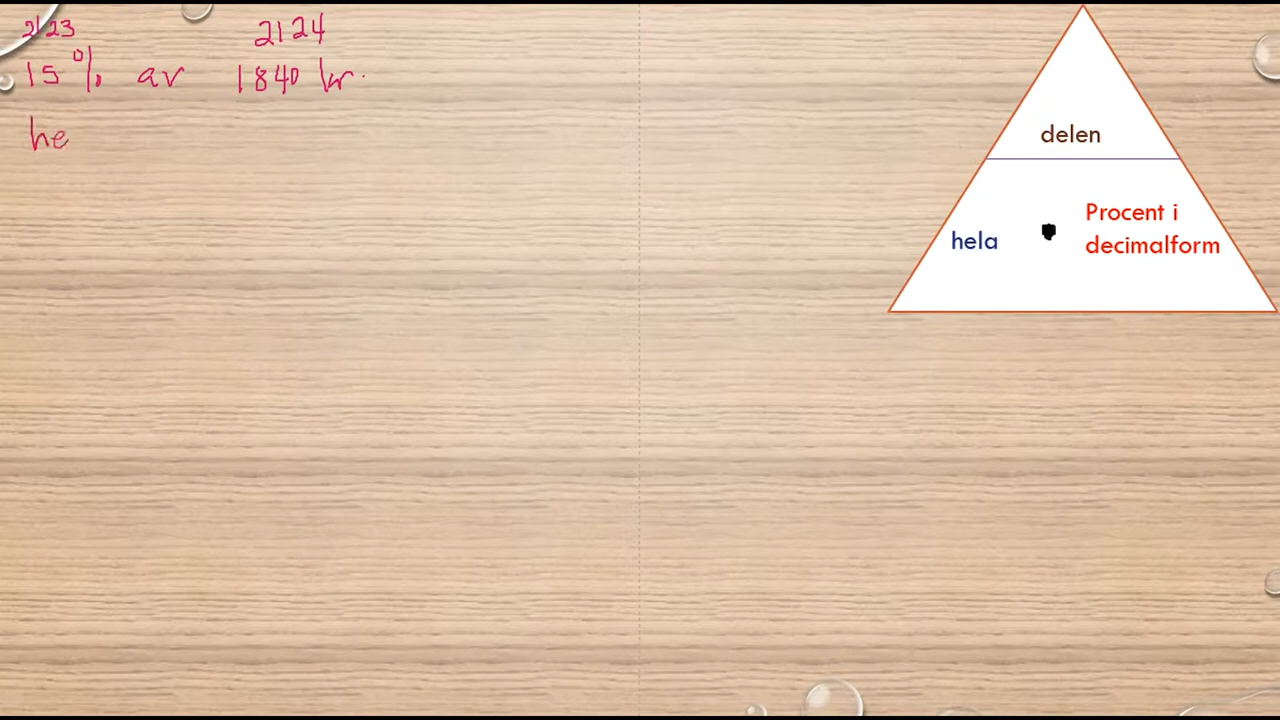 2123 2124
15% av 1840 kr.
he
delen
hela
Procent i
decimalform